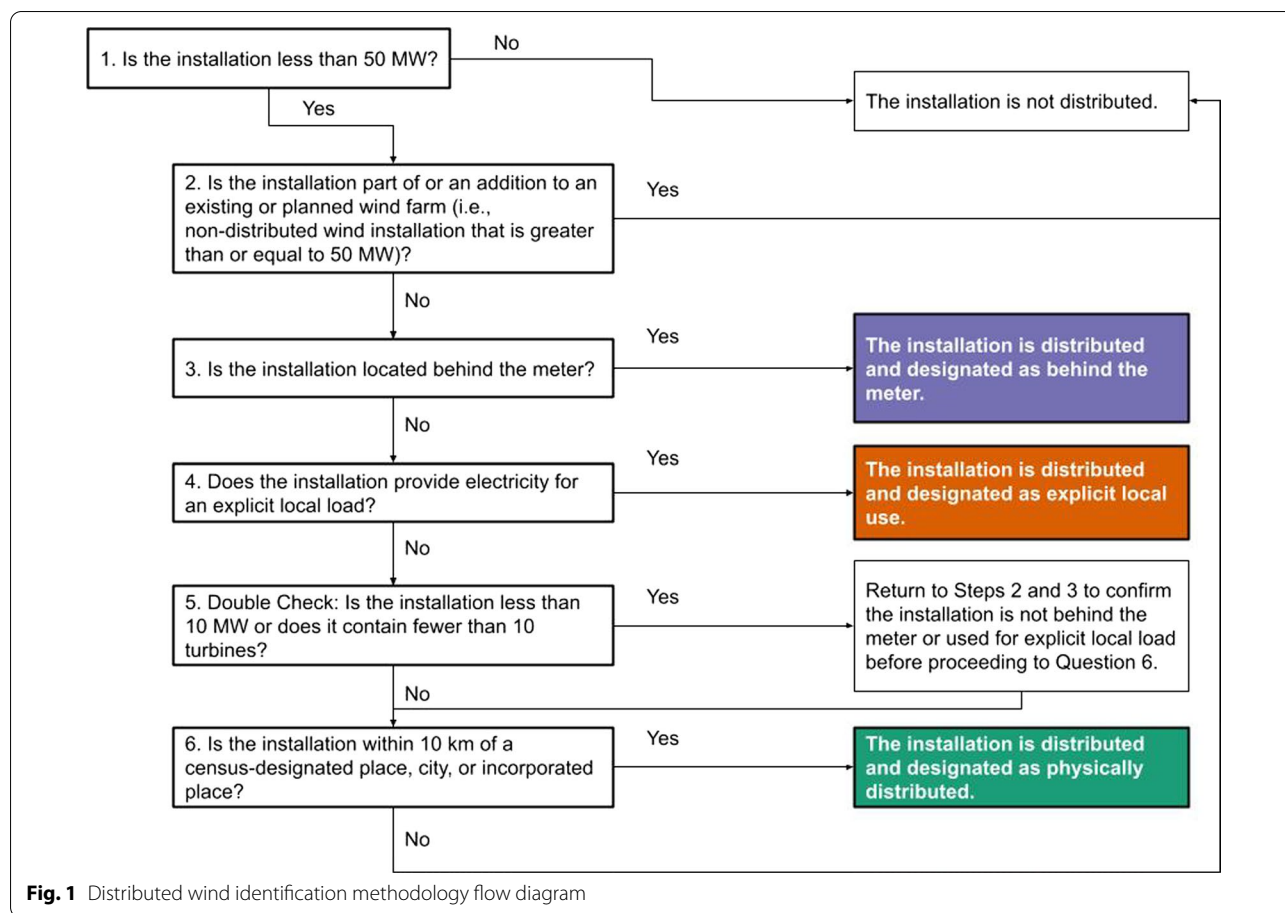 1. Is the installation less than 50 MW?
No
The installation is not distributed.
Yes
2. Is the installation part of or an addition to an
existing or planned wind farm (i.e.,
non-distributed wind installation that is greater
than or equal to 50 MW)?
Yes
No
3. Is the installation located behind the meter?
Yes
The installation is distributed
and designated as behind the
meter.
No
4. Does the installation provide electricity for
an explicit local load?
Yes
The installation is distributed
and designated as explicit local
use.
No
5. Double Check: Is the installation less than
10 MW or does it contain fewer than 10
turbines?
Yes
Return to Steps 2 and 3 to confirm
the installation is not behind the
meter or used for explicit local load
before proceeding to Question 6.
No
6. Is the installation within 10 km of a
census-designated place, city, or incorporated
place?
Yes
The installation is distributed
and designated as physically
distributed.
No
Fig. 1 Distributed wind identification methodology flow diagram